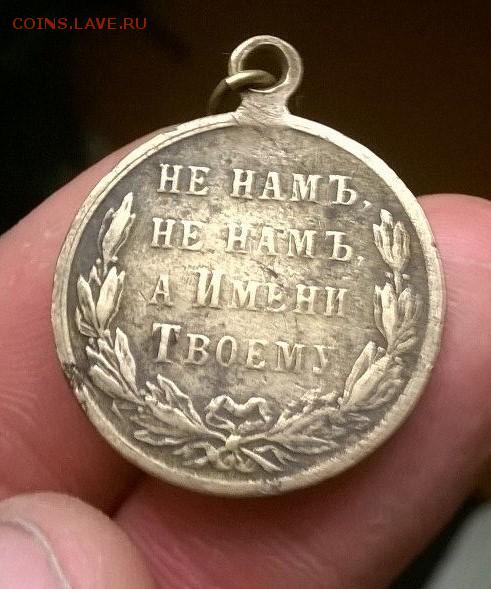 COINS.LAVE.RU
НЕ НАМЪ,
НЕ НАМЪ,
А ИМЕНИ
ТВОЕМУ